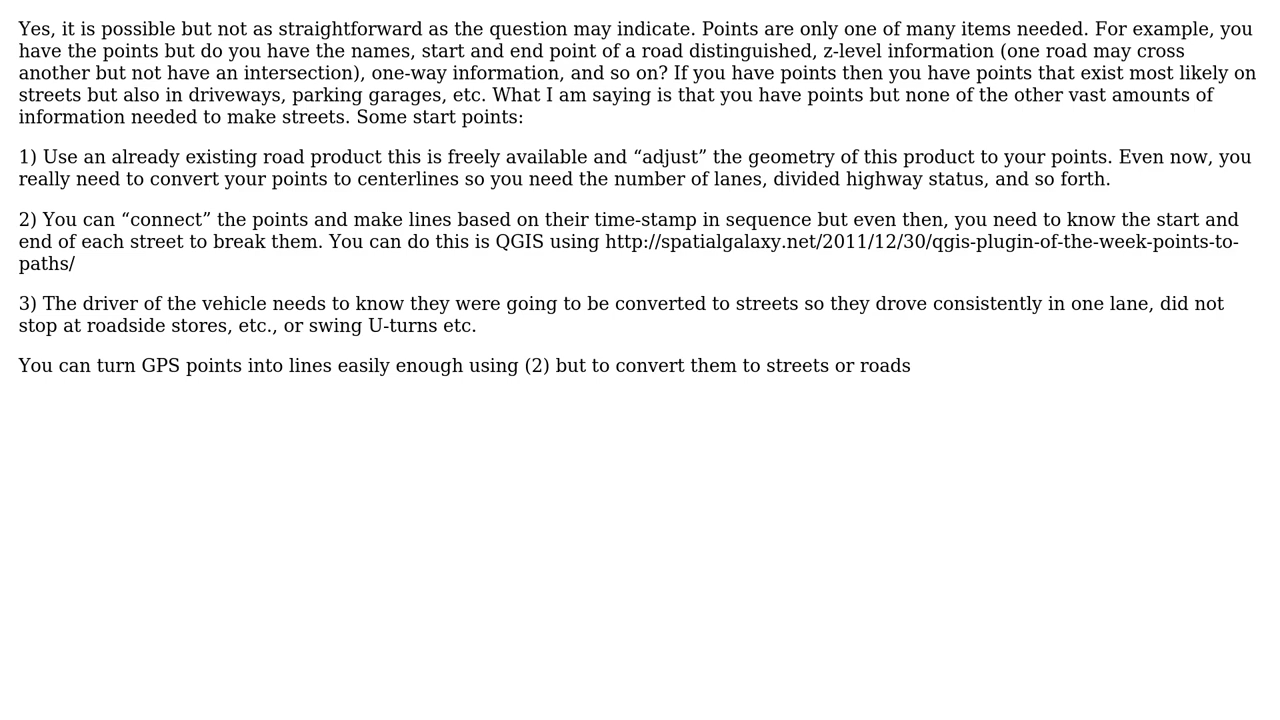 Yes, it is possible but not as straightforward as the question may indicate. Points are only one of many items needed. For example, you
have the points but do you have the names, start and end point of a road distinguished, z-level information (one road may cross
another but not have an intersection), one-way information, and so on? If you have points then you have points that exist most likely on
streets but also in driveways, parking garages, etc. What I am saying is that you have points but none of the other vast amounts of
information needed to make streets. Some start points:
1) Use an already existing road product this is freely available and “adjust” the geometry of this product to your points. Even now, you
really need to convert your points to centerlines so you need the number of lanes, divided highway status, and so forth.
2) You can “connect” the points and make lines based on their time-stamp in sequence but even then, you need to know the start and
end of each street to break them. You can do this is QGIS using http://spatialgalaxy.net/2011/12/30/qgis-plugin-of-the-week-points-to-
paths/
3) The driver of the vehicle needs to know they were going to be converted to streets so they drove consistently in one lane, did not
stop at roadside stores, etc., or swing U-turns etc.
You can turn GPS points into lines easily enough using (2) but to convert them to streets or roads